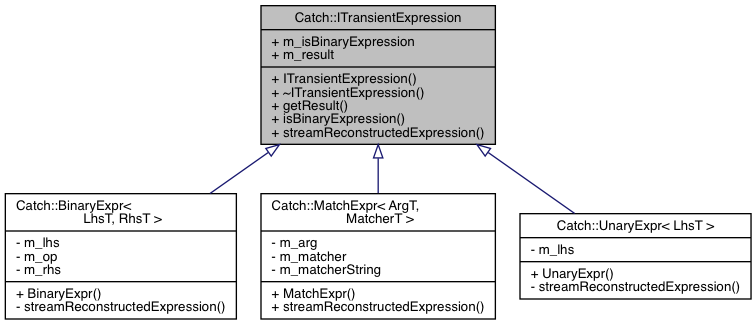 Catch::ITransientExpression
+ m_isBinaryExpression
+ m_result
+ ITransientExpression()
+ ~ITransientExpression()
+ getResult()
+ isBinaryExpression()
+ streamReconstructedExpression()
Catch::BinaryExpr<
LhsT, RhsT >
- m_lhs
- m_op
- m_rhs
+ BinaryExpr()
- streamReconstructedExpression()
Catch::MatchExpr< ArgT,
MatcherT >
- m_arg
- m_matcher
- m_matcherString
+ MatchExpr()
+ streamReconstructedExpression()
Catch::UnaryExpr< LhsT >
- m_lhs
+ UnaryExpr()
- streamReconstructedExpression()